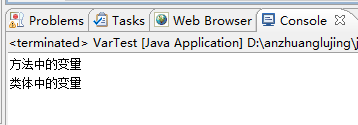 Problems Tasks Web Browser Console
<terminated> VarTest [Java Application] D:\anzhuanglujing\j
方法中的变量
类体中的变量